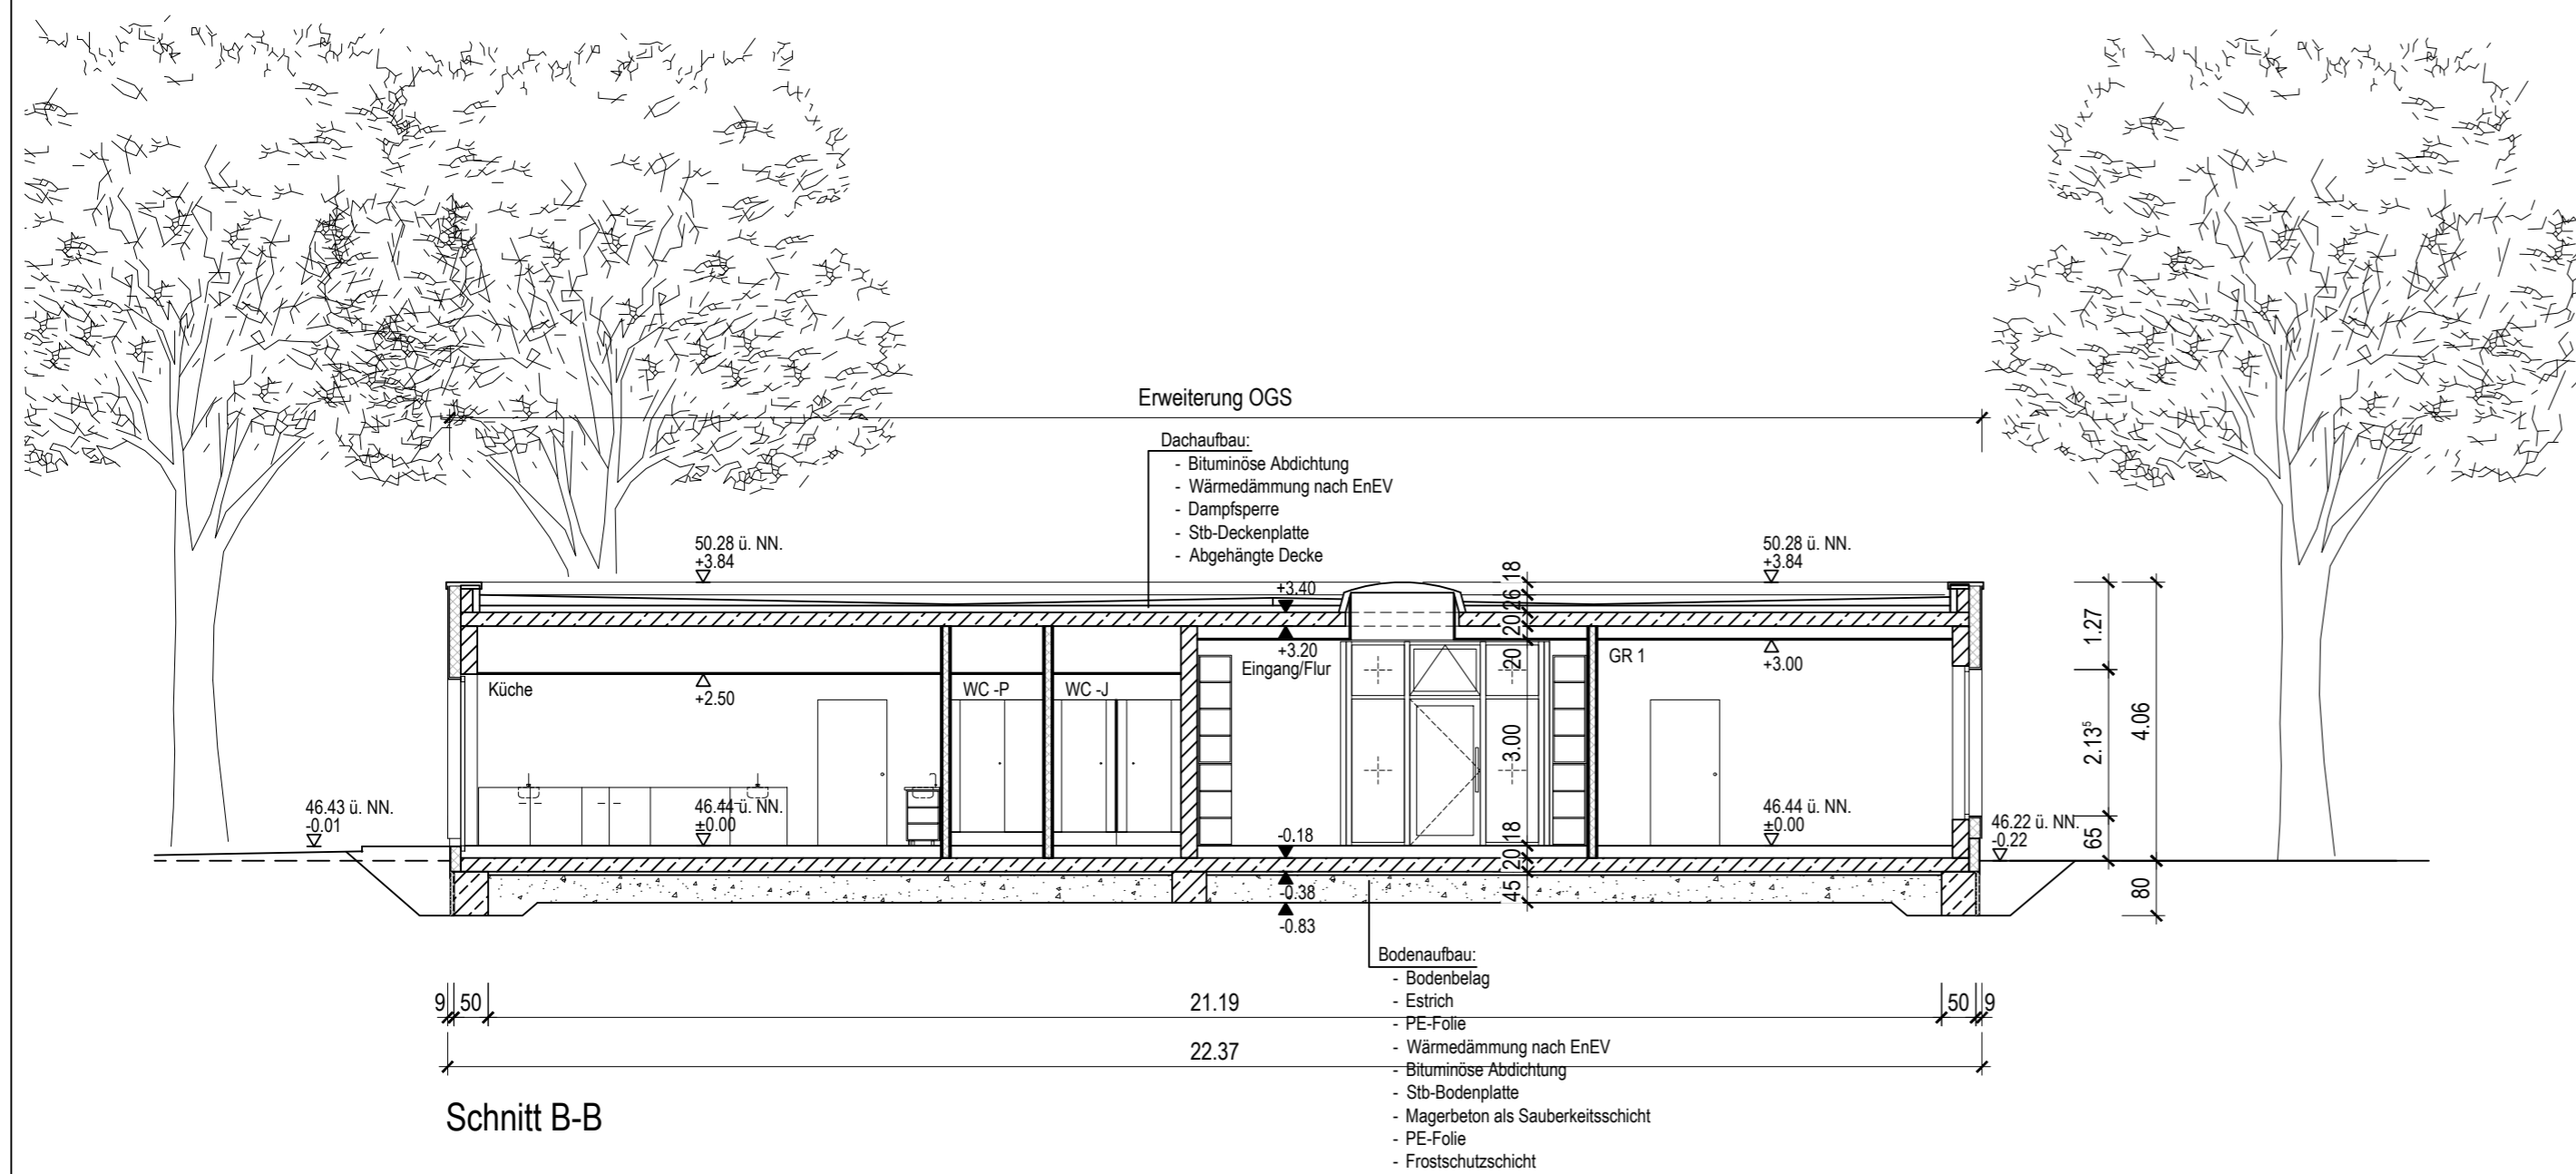 Erweiterung OGS
Dachaufbau:
- Bituminöse Abdichtung
- Wärmedämmung nach EnEV
- Dampfsperre
- Stb-Deckenplatte
- Abgehängte Decke
50.28 ü. NN.
+3.84
50.28 ü. NN.
+3.84
+3.40
+3.20
Eingang/Flur
GR 1
+3.00
Küche
+2.50
WC -P
WC -J
18
26
20
20
3.00
18
20
45
1.27
2.13⁵
65
4.06
80
46.43 ü. NN.
-0.01
46.44 ü. NN.
±0.00
-0.18
46.44 ü. NN.
±0.00
46.22 ü. NN.
-0.22
-0.38
-0.83
Bodenaufbau:
- Bodenbelag
- Estrich
- PE-Folie
- Wärmedämmung nach EnEV
- Bituminöse Abdichtung
- Stb-Bodenplatte
- Magerbeton als Sauberkeitsschicht
- PE-Folie
- Frostschutzschicht
9 50 21.19 50 9
22.37
Schnitt B-B